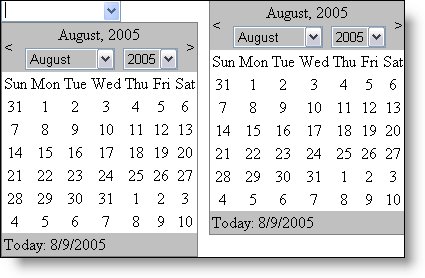 August, 2005
<
August
2005
>
Sun Mon Tue Wed Thu Fri Sat
31 1 2 3 4 5 6
7 8 9 10 11 12 13
14 15 16 17 18 19 20
21 22 23 24 25 26 27
28 29 30 31 1 2 3
4 5 6 7 8 9 10
Today: 8/9/2005
August, 2005
<
August
2005
>
Sun Mon Tue Wed Thu Fri Sat
31 1 2 3 4 5 6
7 8 9 10 11 12 13
14 15 16 17 18 19 20
21 22 23 24 25 26 27
28 29 30 31 1 2 3
4 5 6 7 8 9 10
Today: 8/9/2005